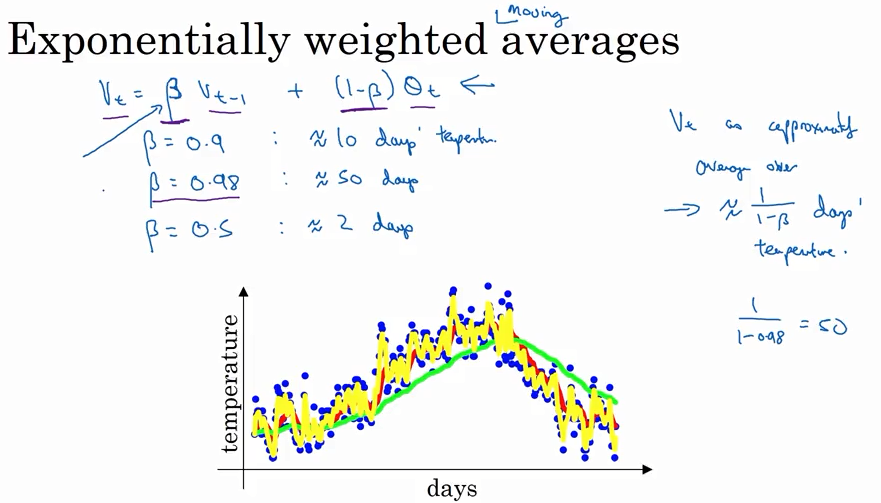 moving
Exponentially weighted averages
Vt = β Vt-1 + (1-β) θt ←
β = 0.9 : ≈ 10 days' temperature.
β = 0.98 : ≈ 50 days
β = 0.5 : ≈ 2 days
Vt as approximately
average over
→ ≈ 1/(1-β) days'
temperature.
1/(1-0.98) = 50
temperature
days